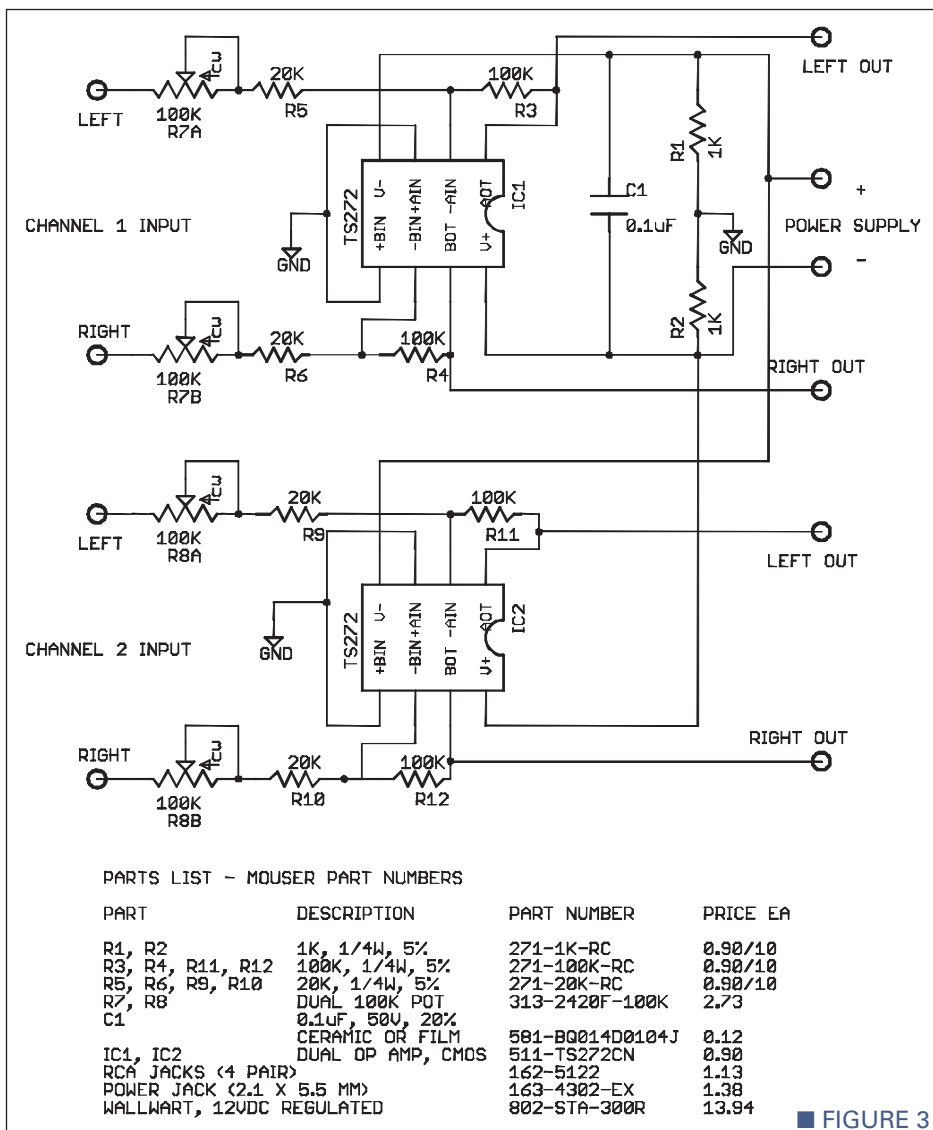 LEFT
100K
R7A
CW
20K
R5
100K
R3
LEFT OUT
R1
1K
C1
0.1uF
+
POWER SUPPLY
-
GND
R2
1K
CHANNEL 1 INPUT
GND
TS272
+BIN V-
-BIN+AIN
BOT -AIN
V+ AOT
IC1
RIGHT
100K
R7B
CW
20K
R6
100K
R4
RIGHT OUT
LEFT
100K
R8A
CW
20K
R9
100K
R11
LEFT OUT
CHANNEL 2 INPUT
GND
TS272
+BIN V-
-BIN+AIN
BOT -AIN
V+ AOT
IC2
RIGHT
100K
R8B
CW
20K
R10
100K
R12
RIGHT OUT
PARTS LIST - MOUSER PART NUMBERS
PART DESCRIPTION PART NUMBER PRICE EA
R1, R2 1K, 1/4W, 5% 271-1K-RC 0.90/10
R3, R4, R11, R12 100K, 1/4W, 5% 271-100K-RC 0.90/10
R5, R6, R9, R10 20K, 1/4W, 5% 271-20K-RC 0.90/10
R7, R8 DUAL 100K POT 313-2420F-100K 2.73
C1 0.1uF, 50V, 20%
CERAMIC OR FILM 581-BQ014D0104J 0.12
IC1, IC2 DUAL OP AMP, CMOS 511-TS272CN 0.90
RCA JACKS (4 PAIR) 162-5122 1.13
POWER JACK (2.1 X 5.5 MM) 163-4302-EX 1.38
WALLWART, 12VDC REGULATED 802-STA-300R 13.94
■ FIGURE 3